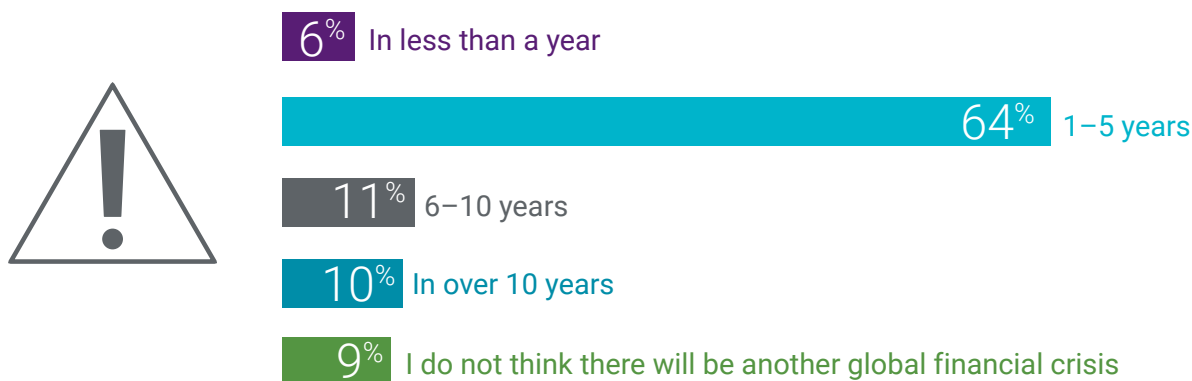 6% In less than a year
64% 1–5 years
11% 6–10 years
10% In over 10 years
9% I do not think there will be another global financial crisis